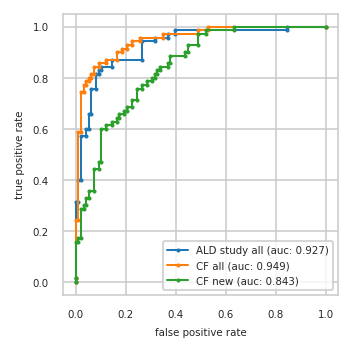 1.0
0.8
0.6
0.4
0.2
0.0
true positive rate
ALD study all (auc: 0.927)
CF all (auc: 0.949)
CF new (auc: 0.843)
0.0 0.2 0.4 0.6 0.8 1.0
false positive rate